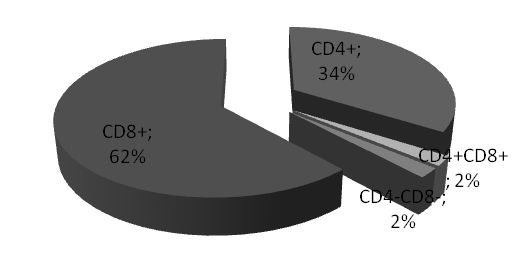 CD4+;
34%
CD8+;
62%
CD4+CD8+
; 2%
CD4-CD8-;
2%